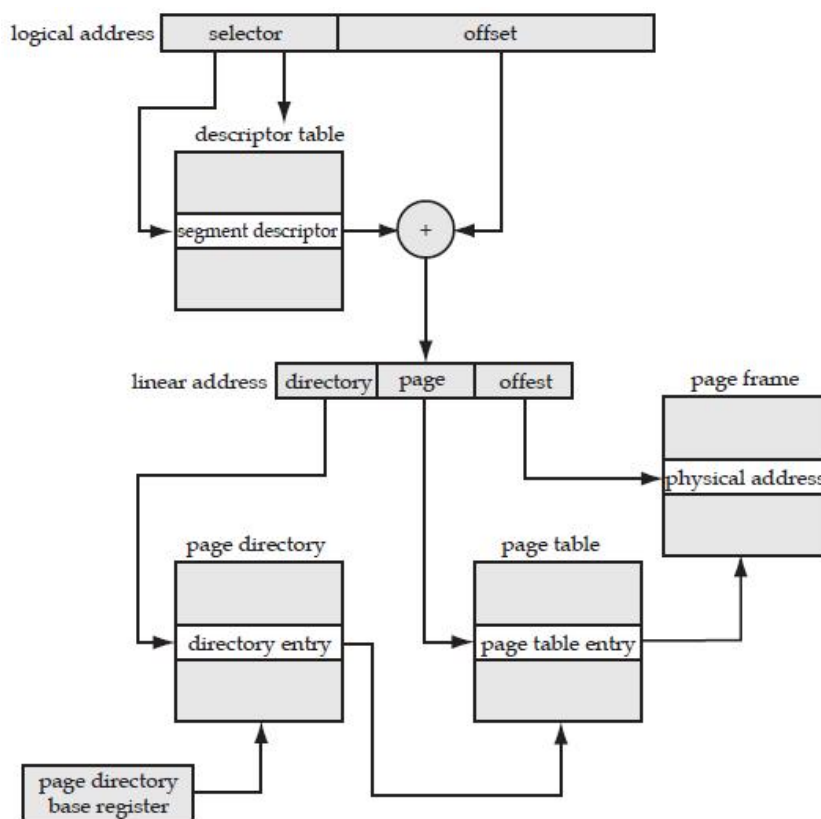 logical address
selector
offset
descriptor table
segment descriptor
+
linear address
directory
page
offest
page frame
physical address
page directory
directory entry
page table
page table entry
page directory
base register